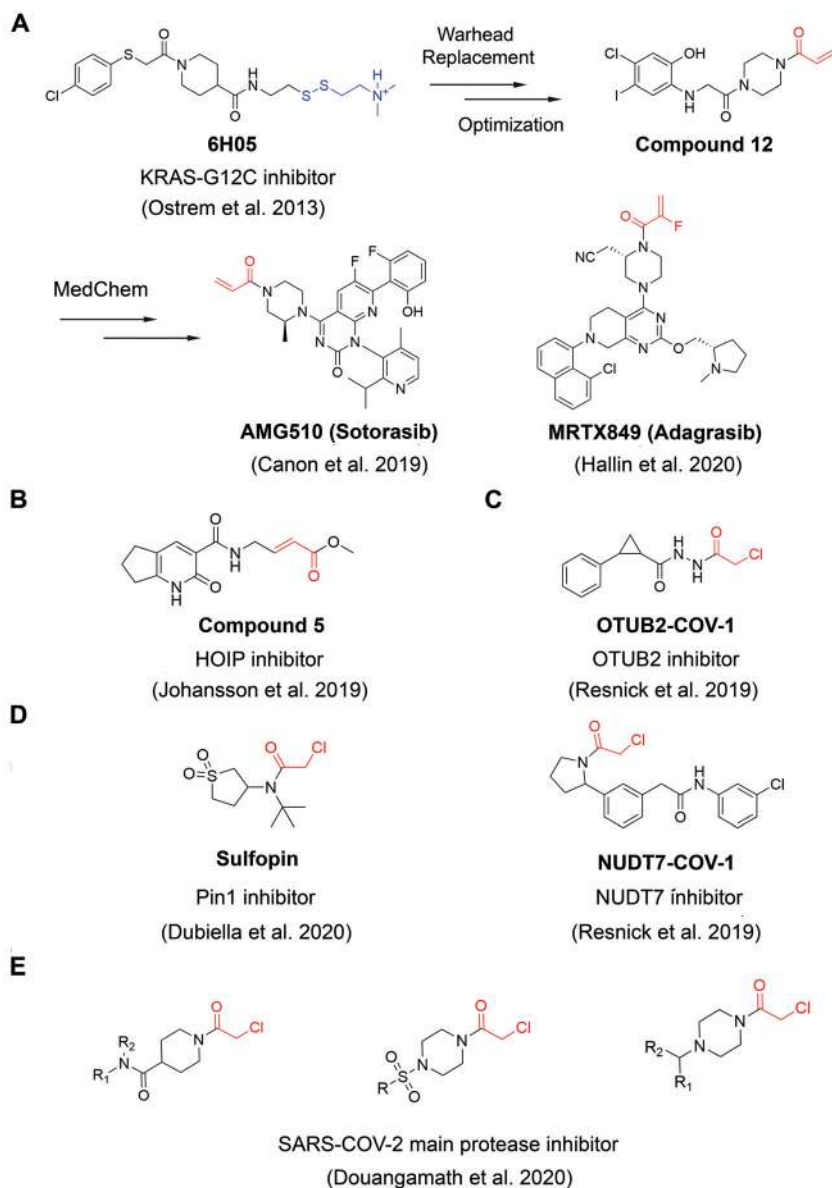 A
Warhead
Replacement
Optimization
6H05
KRAS-G12C inhibitor
(Ostrem et al. 2013)
Compound 12
MedChem
AMG510 (Sotorasib)
(Canon et al. 2019)
MRTX849 (Adagrasib)
(Hallin et al. 2020)
B
Compound 5
HOIP inhibitor
(Johansson et al. 2019)
C
OTUB2-COV-1
OTUB2 inhibitor
(Resnick et al. 2019)
D
Sulfopin
Pin1 inhibitor
(Dubiella et al. 2020)
NUDT7-COV-1
NUDT7 inhibitor
(Resnick et al. 2019)
E
SARS-COV-2 main protease inhibitor
(Douangamath et al. 2020)